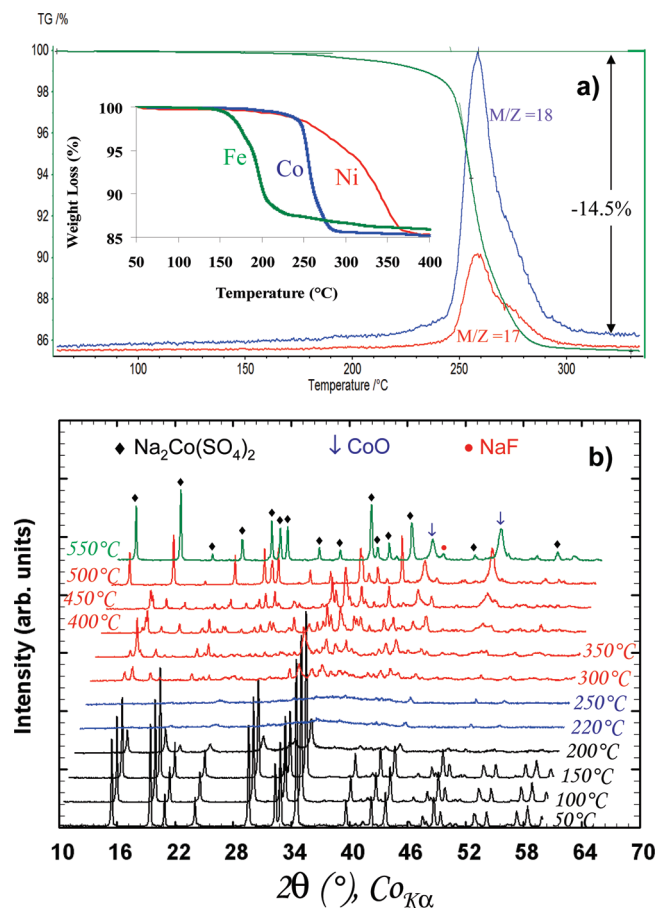 TG /%
100
98
96
94
92
90
88
86
a)
M/Z =18
-14.5%
M/Z =17
100
95
90
85
Weight Loss (%)
Fe
Co
Ni
50 100 150 200 250 300 350 400
Temperature (°C)
100 150 200 250 300
Temperature /°C
b)
♦ Na₂Co(SO₄)₂ ↓ CoO • NaF
550°C
500°C
450°C
400°C
350°C
300°C
250°C
220°C
200°C
150°C
100°C
50°C
Intensity (arb. units)
10 16 22 28 34 40 46 52 58 64 70
2θ (°), Co Kα